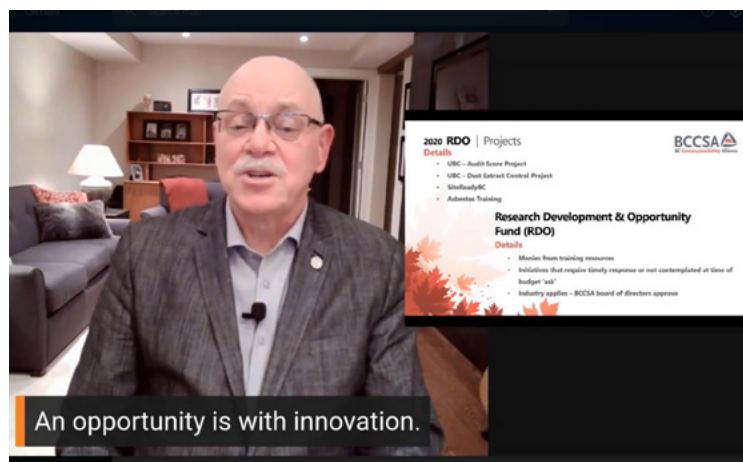 2020 RDO | Projects
Details
• UBC – Audit Score Project
• UBC – Dust Extract Control Project
• SiteReadyBC
• Asbestos Training
BCCSA
BC Construction Safety Alliance
Research Development & Opportunity
Fund (RDO)
Details
• Monies from training resources
• Initiatives that require timely response or not contemplated at time of
budget 'ask'
• Industry applies – BCCSA board of directors approve
An opportunity is with innovation.